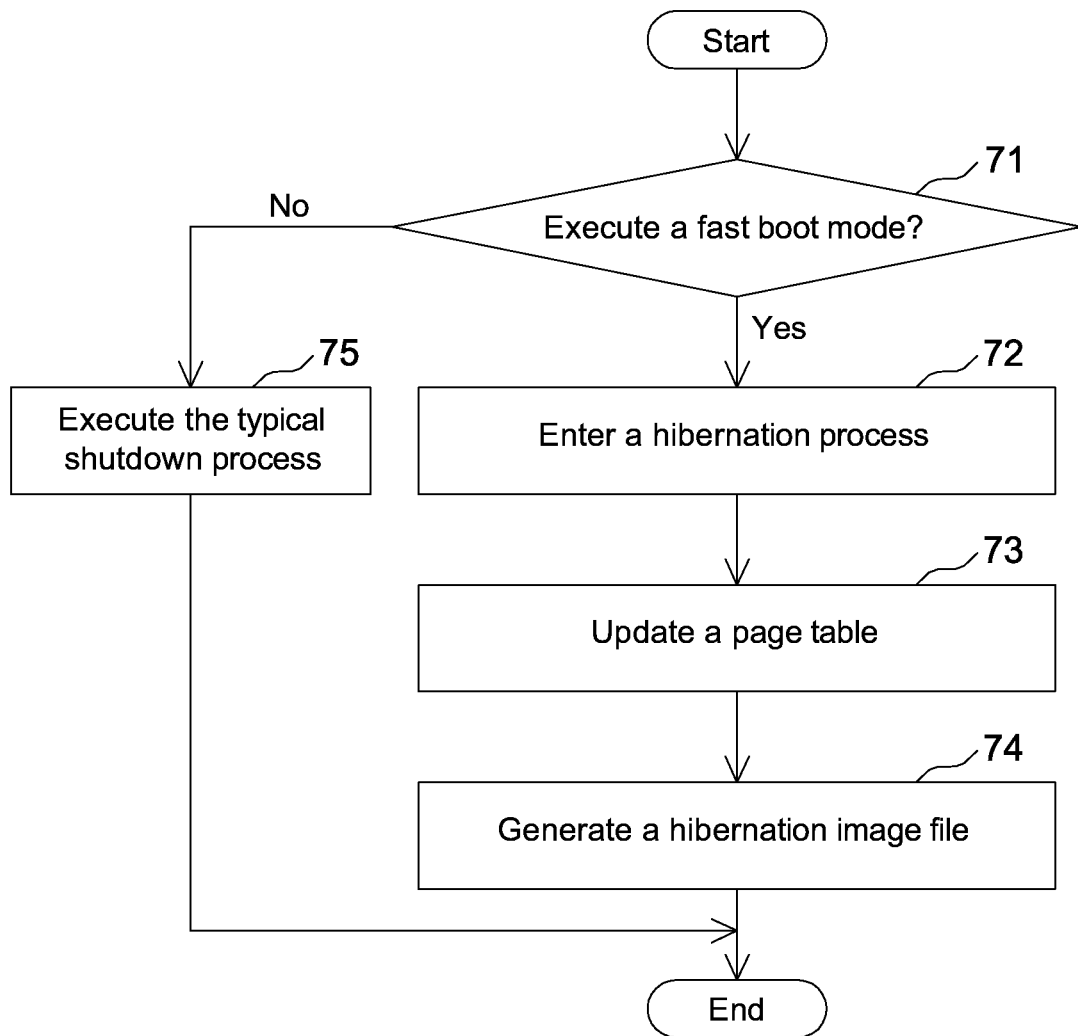 Start
71
Execute a fast boot mode?
No
Yes
75
Execute the typical
shutdown process
72
Enter a hibernation process
73
Update a page table
74
Generate a hibernation image file
End